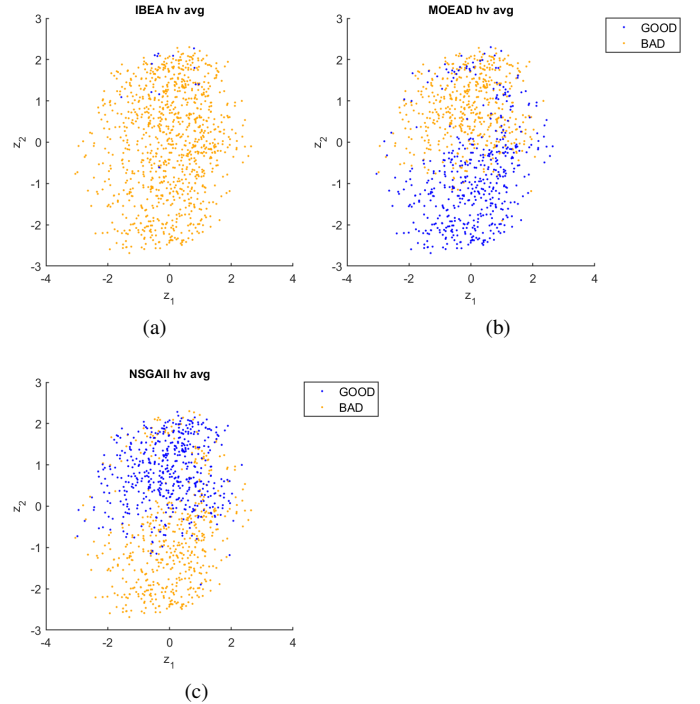 IBEA hv avg
3
2
1
0
-1
-2
-3
z2
-4 -2 0 2 4
z1
(a)
MOEAD hv avg
3
2
1
0
-1
-2
-3
z2
-4 -2 0 2 4
z1
(b)
GOOD
BAD
NSGAII hv avg
3
2
1
0
-1
-2
-3
z2
-4 -2 0 2 4
z1
(c)
GOOD
BAD